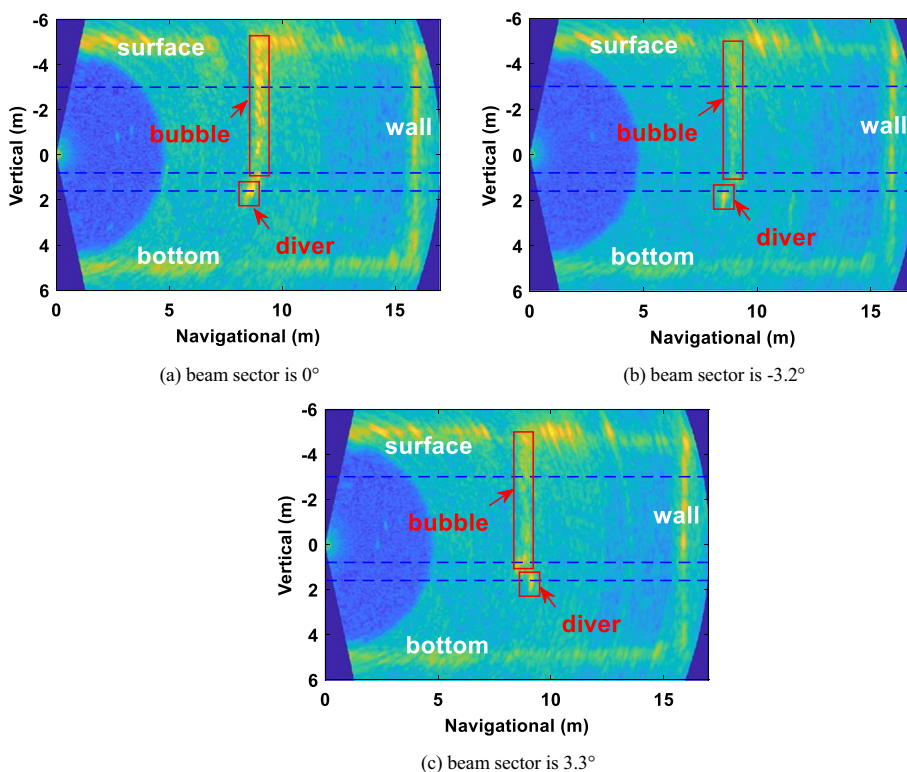 -6
-4
-2
0
2
4
6
Vertical (m)
surface
bubble
wall
diver
bottom
0 5 10 15
Navigational (m)
(a) beam sector is 0°
-6
-4
-2
0
2
4
6
Vertical (m)
surface
bubble
wall
diver
bottom
0 5 10 15
Navigational (m)
(b) beam sector is -3.2°
-6
-4
-2
0
2
4
6
Vertical (m)
surface
wall
bubble
diver
bottom
0 5 10 15
Navigational (m)
(c) beam sector is 3.3°